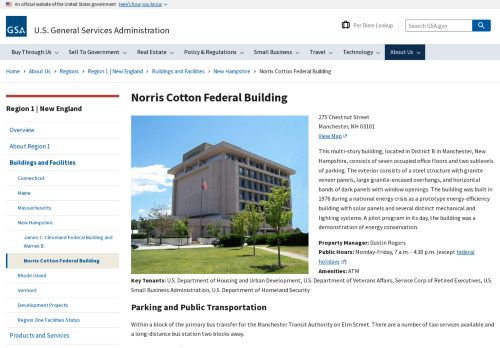 An official website of the United States government Here's how you know
GSA
U.S. General Services Administration
Per Diem Lookup
Search GSA.gov
Buy Through Us
Sell To Government
Real Estate
Policy & Regulations
Small Business
Travel
Technology
About Us
Home › About Us › Regions › Region 1 | New England › Buildings and Facilities › New Hampshire › Norris Cotton Federal Building
Region 1 | New England
Overview
About Region 1
Buildings and Facilities
Connecticut
Maine
Massachusetts
New Hampshire
James C. Cleveland Federal Building and
Warren B.
Norris Cotton Federal Building
Rhode Island
Vermont
Development Projects
Region One Facilities Status
Products and Services
Norris Cotton Federal Building
275 Chestnut Street
Manchester, NH 03101
View Map
This multi-story building, located in District B in Manchester, New
Hampshire, consists of seven occupied office floors and two sublevels
of parking. The exterior consists of a steel structure with granite
veneer panels, large granite-encased overhangs, and horizontal
bands of dark panels with window openings. The building was built in
1976 during a national energy crisis as a prototype energy-efficiency
building with solar panels and several distinct mechanical and
lighting systems. A pilot program in its day, the building was a
demonstration of energy conservation.
Property Manager: Dustin Rogers
Public Hours: Monday-Friday, 7 a.m. - 4:30 p.m. (except federal
holidays)
Amenities: ATM
Key Tenants: U.S. Department of Housing and Urban Development, U.S. Department of Veterans Affairs, Service Corp of Retired Executives, U.S.
Small Business Administration, U.S. Department of Homeland Security
Parking and Public Transportation
Within a block of the primary bus transfer for the Manchester Transit Authority on Elm Street. There are a number of taxi services available and
a long-distance bus station two blocks away.